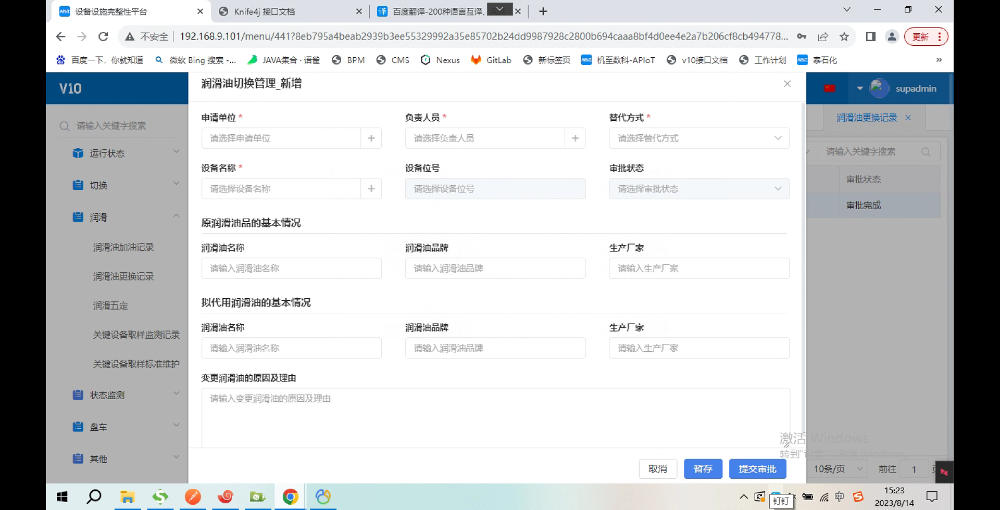 设备设施完整性平台
Knife4j 接口文档
百度翻译-200种语言互译、
不安全
192.168.9.101/menu/441?8eb795a4beab2939b3ee55329992a35e85702b24dd9987928c2800b694caaa8bf4d0ee4e2a7b206cf8cb494778...
更新
百度一下，你就知道
微软 Bing 搜索 -...
JAVA集合 · 语雀
BPM
CMS
Nexus
GitLab
新标签页
机至数科-APIoT
v10接口文档
工作计划
泰石化
»
V10
润滑油切换管理_新增
supadmin
请输入关键字搜索
申请单位 *
负责人员 *
替代方式 *
润滑油更换记录
请选择申请单位
请选择负责人员
请选择替代方式
运行状态
请输入关键字搜索
设备名称 *
设备位号
审批状态
审批状态
切换
请选择设备名称
请选择设备位号
请选择审批状态
审批完成
润滑
原润滑油品的基本情况
润滑油加油记录
润滑油名称
润滑油品牌
生产厂家
润滑油更换记录
请输入润滑油名称
请输入润滑油品牌
请输入生产厂家
润滑五定
拟代用润滑油的基本情况
关键设备取样监测记录
润滑油名称
润滑油品牌
生产厂家
关键设备取样标准维护
请输入润滑油名称
请输入润滑油品牌
请输入生产厂家
状态监测
变更润滑油的原因及理由
请输入变更润滑油的原因及理由
盘车
激活 Windows
转到"设置"以激活 Windows。
其他
取消
暂存
提交审批
10条/页
前往
1
钉钉
中
15:23
2023/8/14